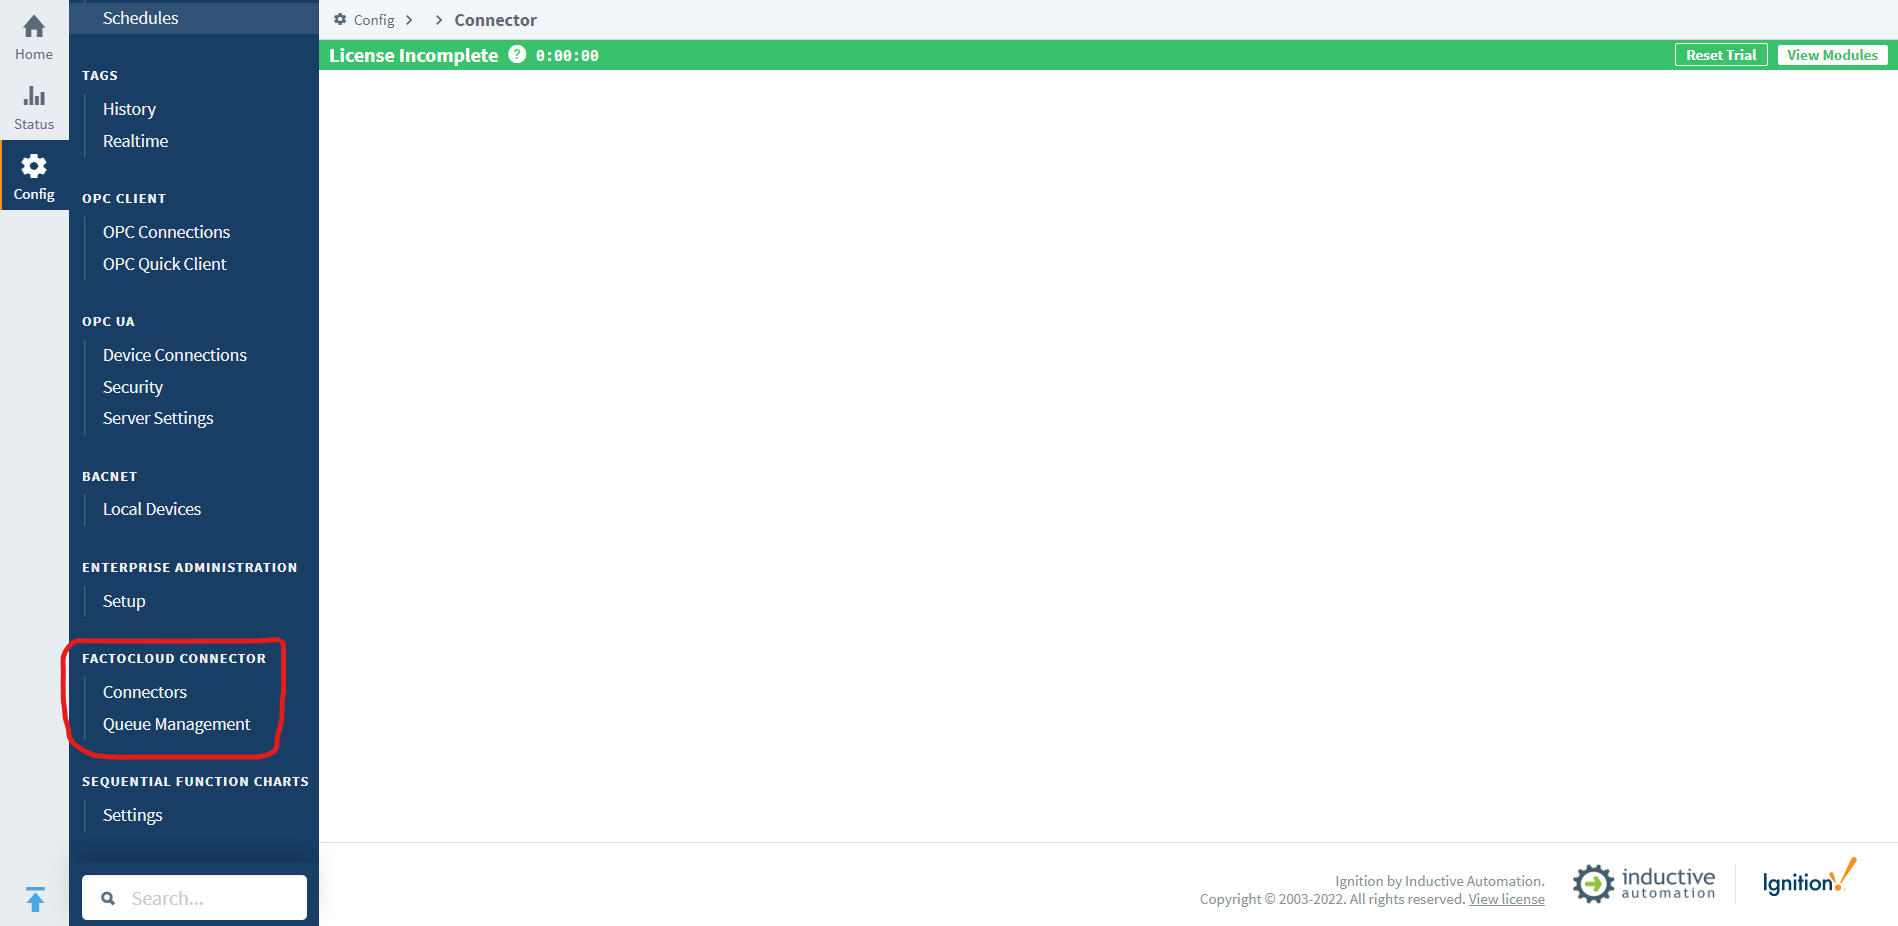 Home
Status
Config
Schedules
TAGS
History
Realtime
OPC CLIENT
OPC Connections
OPC Quick Client
OPC UA
Device Connections
Security
Server Settings
BACNET
Local Devices
ENTERPRISE ADMINISTRATION
Setup
FACTOCLOUD CONNECTOR
Connectors
Queue Management
SEQUENTIAL FUNCTION CHARTS
Settings
Search...
Config > > Connector
License Incomplete ? 0:00:00 Reset Trial View Modules
Ignition by Inductive Automation.
Copyright © 2003-2022. All rights reserved. View license
inductive
automation
Ignition!